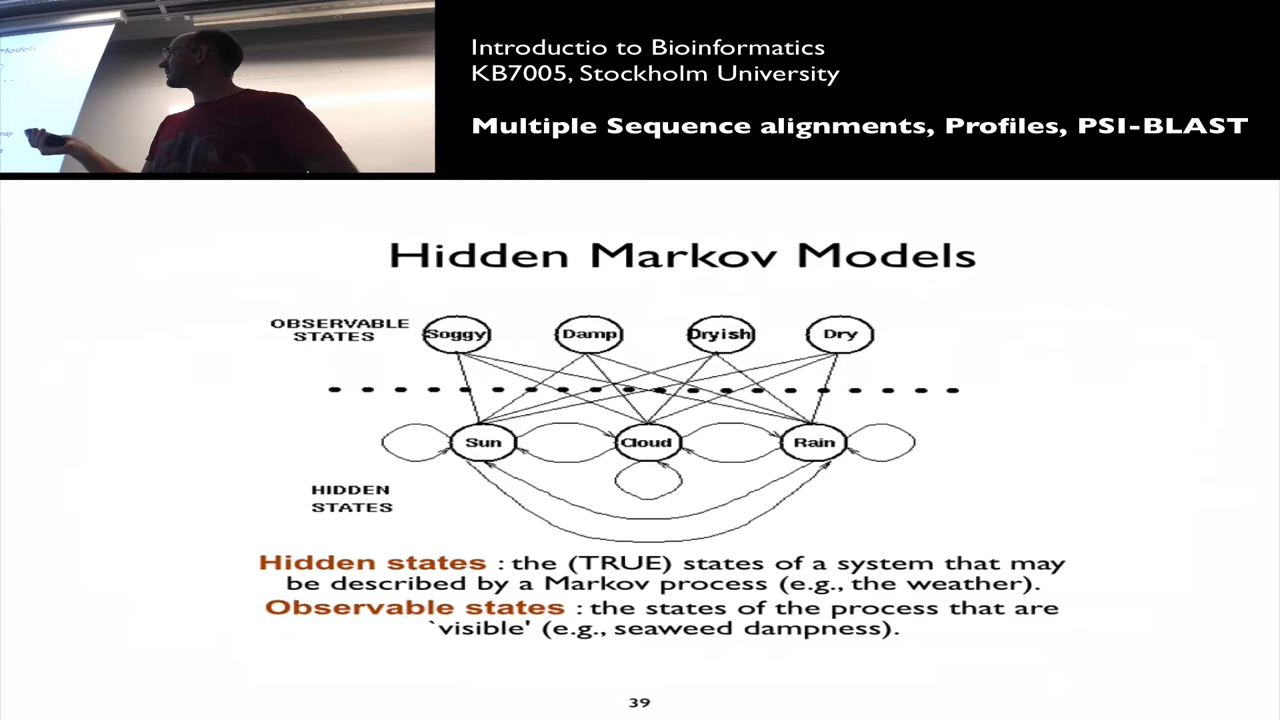 Introductio to Bioinformatics
KB7005, Stockholm University
Multiple Sequence alignments, Profiles, PSI-BLAST
Models
Hidden Markov Models
OBSERVABLE
STATES
Soggy
Damp
Dryish
Dry
Sun
Cloud
Rain
HIDDEN
STATES
Hidden states : the (TRUE) states of a system that may
be described by a Markov process (e.g., the weather).
Observable states : the states of the process that are
`visible' (e.g., seaweed dampness).
39